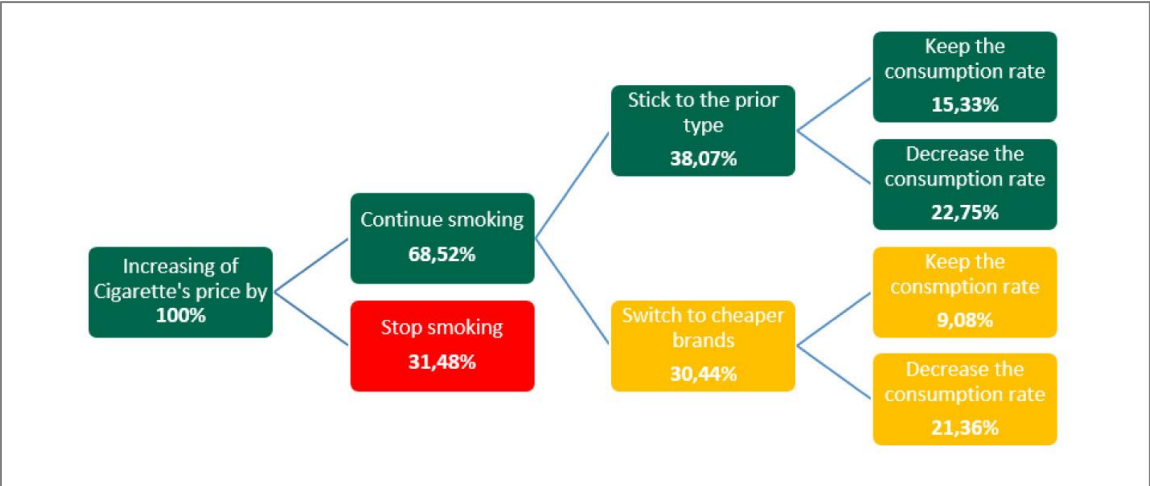 Increasing of
Cigarette's price by
100%
Continue smoking
68,52%
Stop smoking
31,48%
Stick to the prior
type
38,07%
Switch to cheaper
brands
30,44%
Keep the
consumption rate
15,33%
Decrease the
consumption rate
22,75%
Keep the
consmption rate
9,08%
Decrease the
consumption rate
21,36%